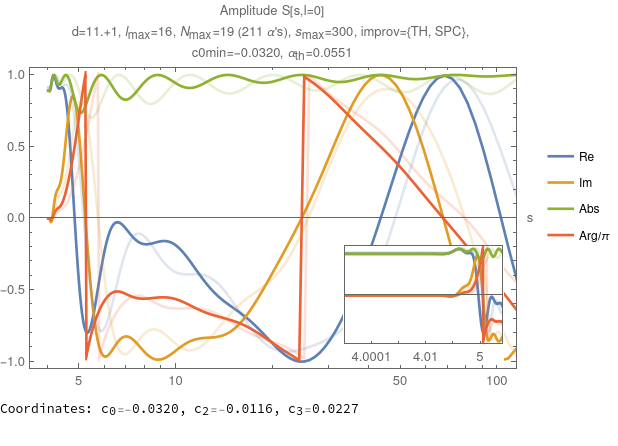 Amplitude S[s,l=0]
d=11.+1, lmax=16, Nmax=19 (211 α's), smax=300, improv={TH, SPC},
c0min=-0.0320, αth=0.0551
1.0
0.5
0.0
-0.5
-1.0
5
10
50
100
s
Re
Im
Abs
Arg/π
4.0001
4.01
5
Coordinates: c0=-0.0320, c2=-0.0116, c3=0.0227